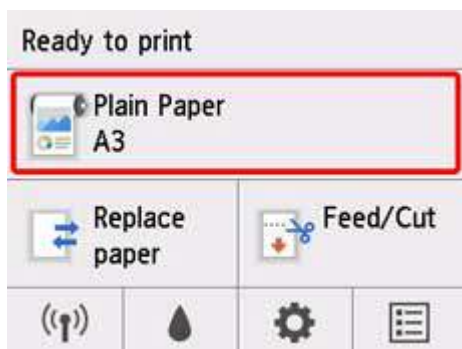 Ready to print
Plain Paper
A3
Replace
paper
Feed/Cut